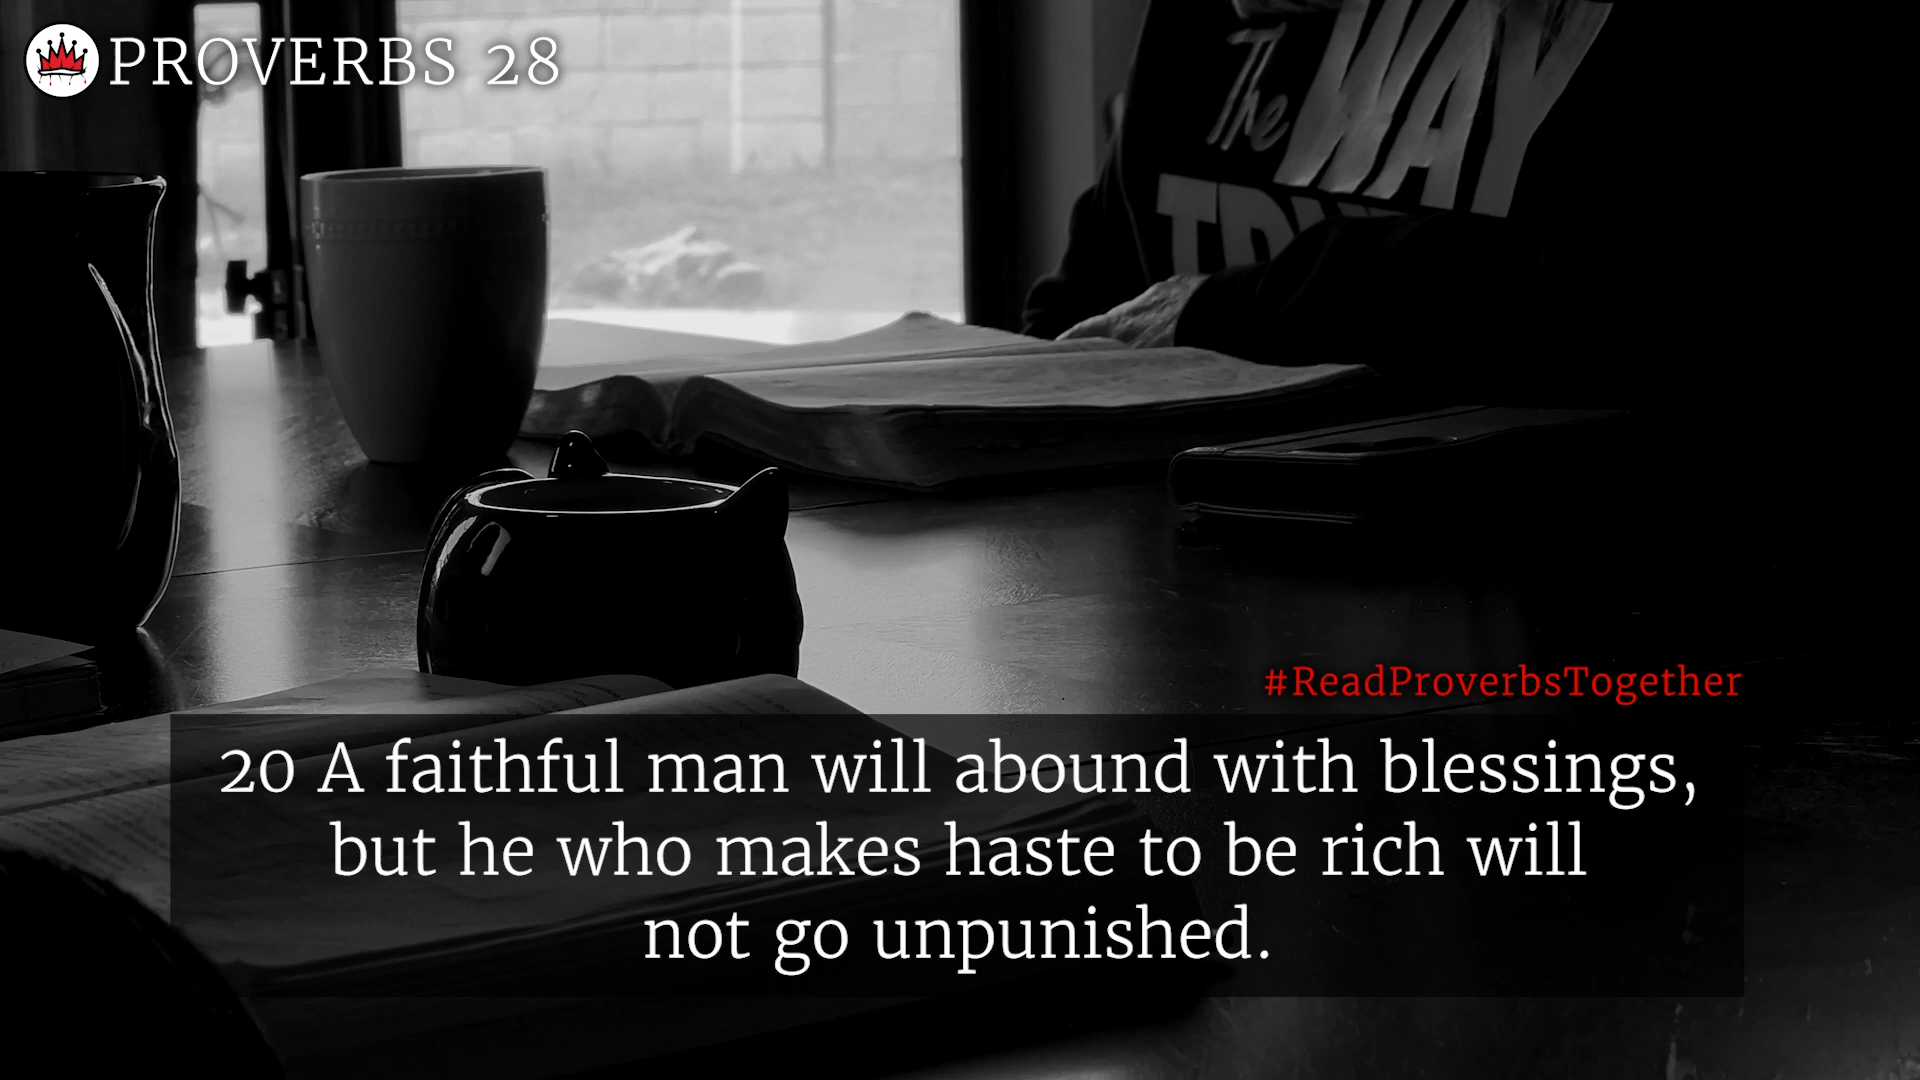 PROVERBS 28
The WAY
#ReadProverbsTogether
20 A faithful man will abound with blessings,
but he who makes haste to be rich will
not go unpunished.